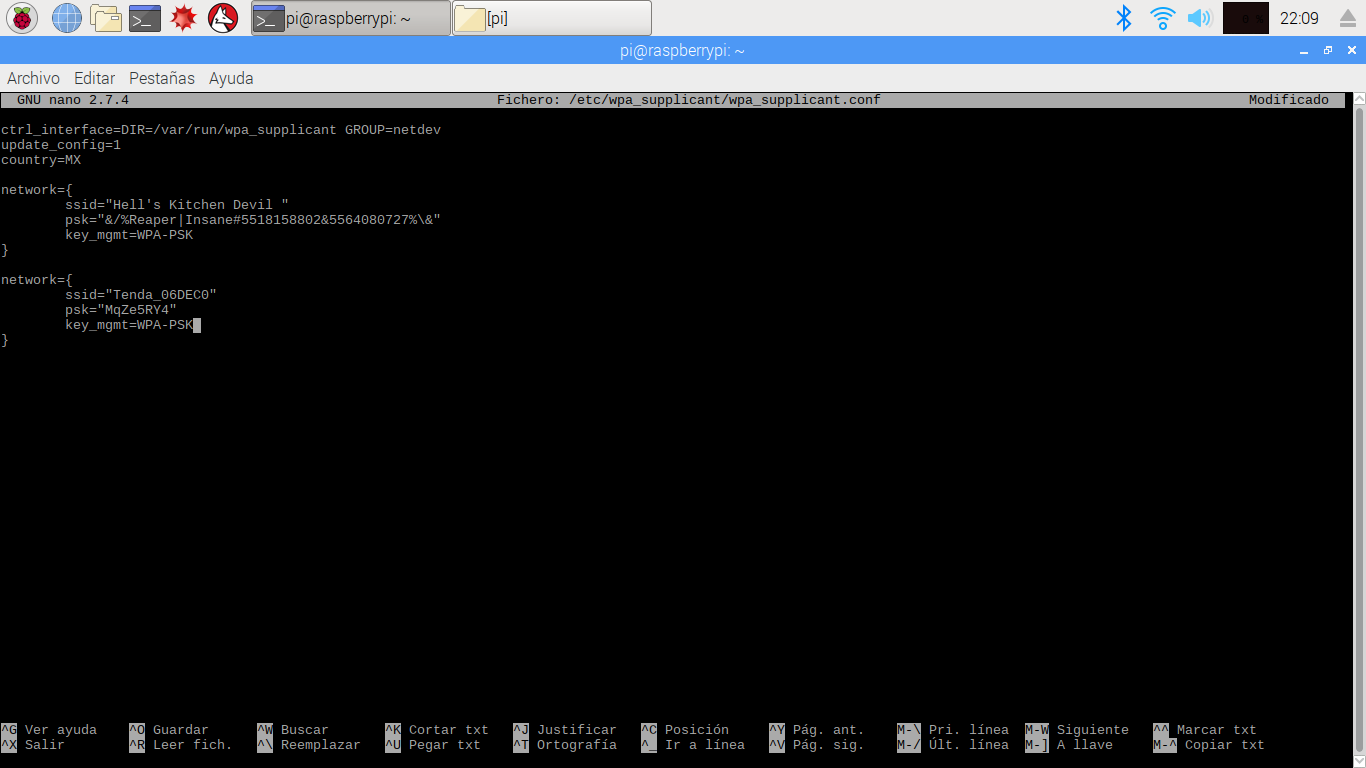 pi@raspberrypi: ~ [pi] 22:09
pi@raspberrypi: ~
Archivo Editar Pestañas Ayuda
GNU nano 2.7.4 Fichero: /etc/wpa_supplicant/wpa_supplicant.conf Modificado
ctrl_interface=DIR=/var/run/wpa_supplicant GROUP=netdev
update_config=1
country=MX
network={
ssid="Hell's Kitchen Devil "
psk="&/%Reaper|Insane#5518158802&5564080727%\&"
key_mgmt=WPA-PSK
}
network={
ssid="Tenda_06DEC0"
psk="MqZe5RY4"
key_mgmt=WPA-PSK
}
^G Ver ayuda ^O Guardar ^W Buscar ^K Cortar txt ^J Justificar ^C Posición ^Y Pág. ant. M-\ Pri. línea M-W Siguiente ^^ Marcar txt
^X Salir ^R Leer fich. ^\ Reemplazar ^U Pegar txt ^T Ortografía ^_ Ir a línea ^V Pág. sig. M-/ Últ. línea M-] A llave M-^ Copiar txt